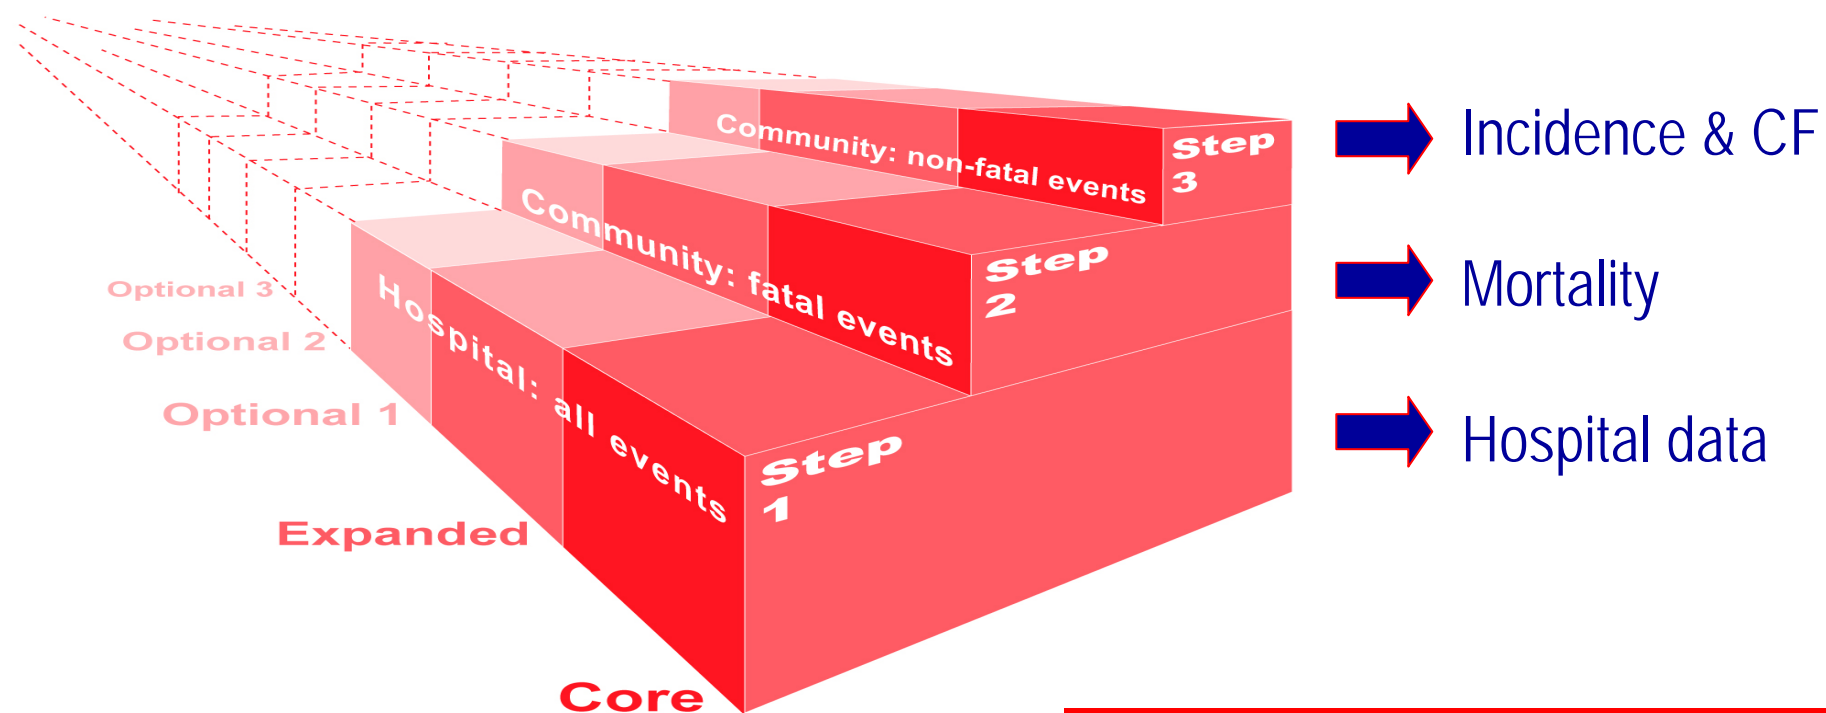 Community: non-fatal events
Step
3
Incidence & CF
Community: fatal events
Step
2
Mortality
Hospital: all events
Step
1
Hospital data
Optional 3
Optional 2
Optional 1
Expanded
Core